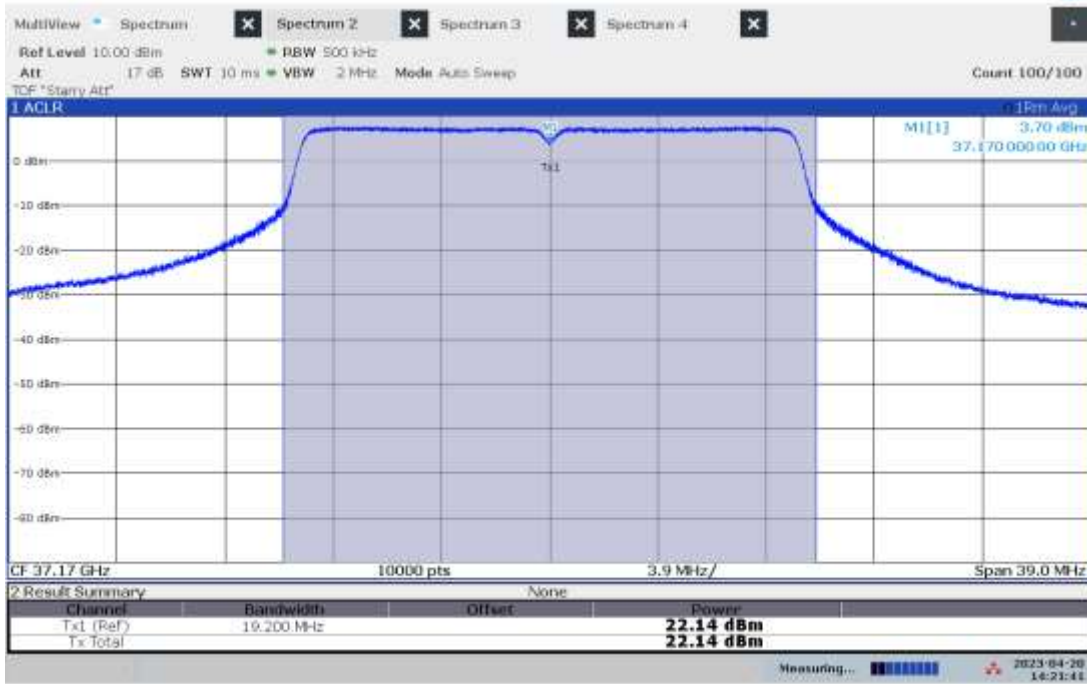 MultiView Spectrum Spectrum 2 Spectrum 3 Spectrum 4
Ref Level 10.00 dBm RBW 500 kHz
Att 17 dB SWT 10 ms VBW 2 MHz Mode Auto Sweep Count 100/100
TDF "Starry Att"
1 ACLR 1Rm Avg
M1[1] 3.70 dBm
37.17000000 GHz
M1
Tx1
0 dBm
-10 dBm
-20 dBm
-30 dBm
-40 dBm
-50 dBm
-60 dBm
-70 dBm
-80 dBm
CF 37.17 GHz 10000 pts 3.9 MHz/ Span 39.0 MHz
2 Result Summary None
Channel Bandwidth Offset Power
Tx1 (Ref) 19.200 MHz 22.14 dBm
Tx Total 22.14 dBm
Measuring... 2023-04-20
14:21:41